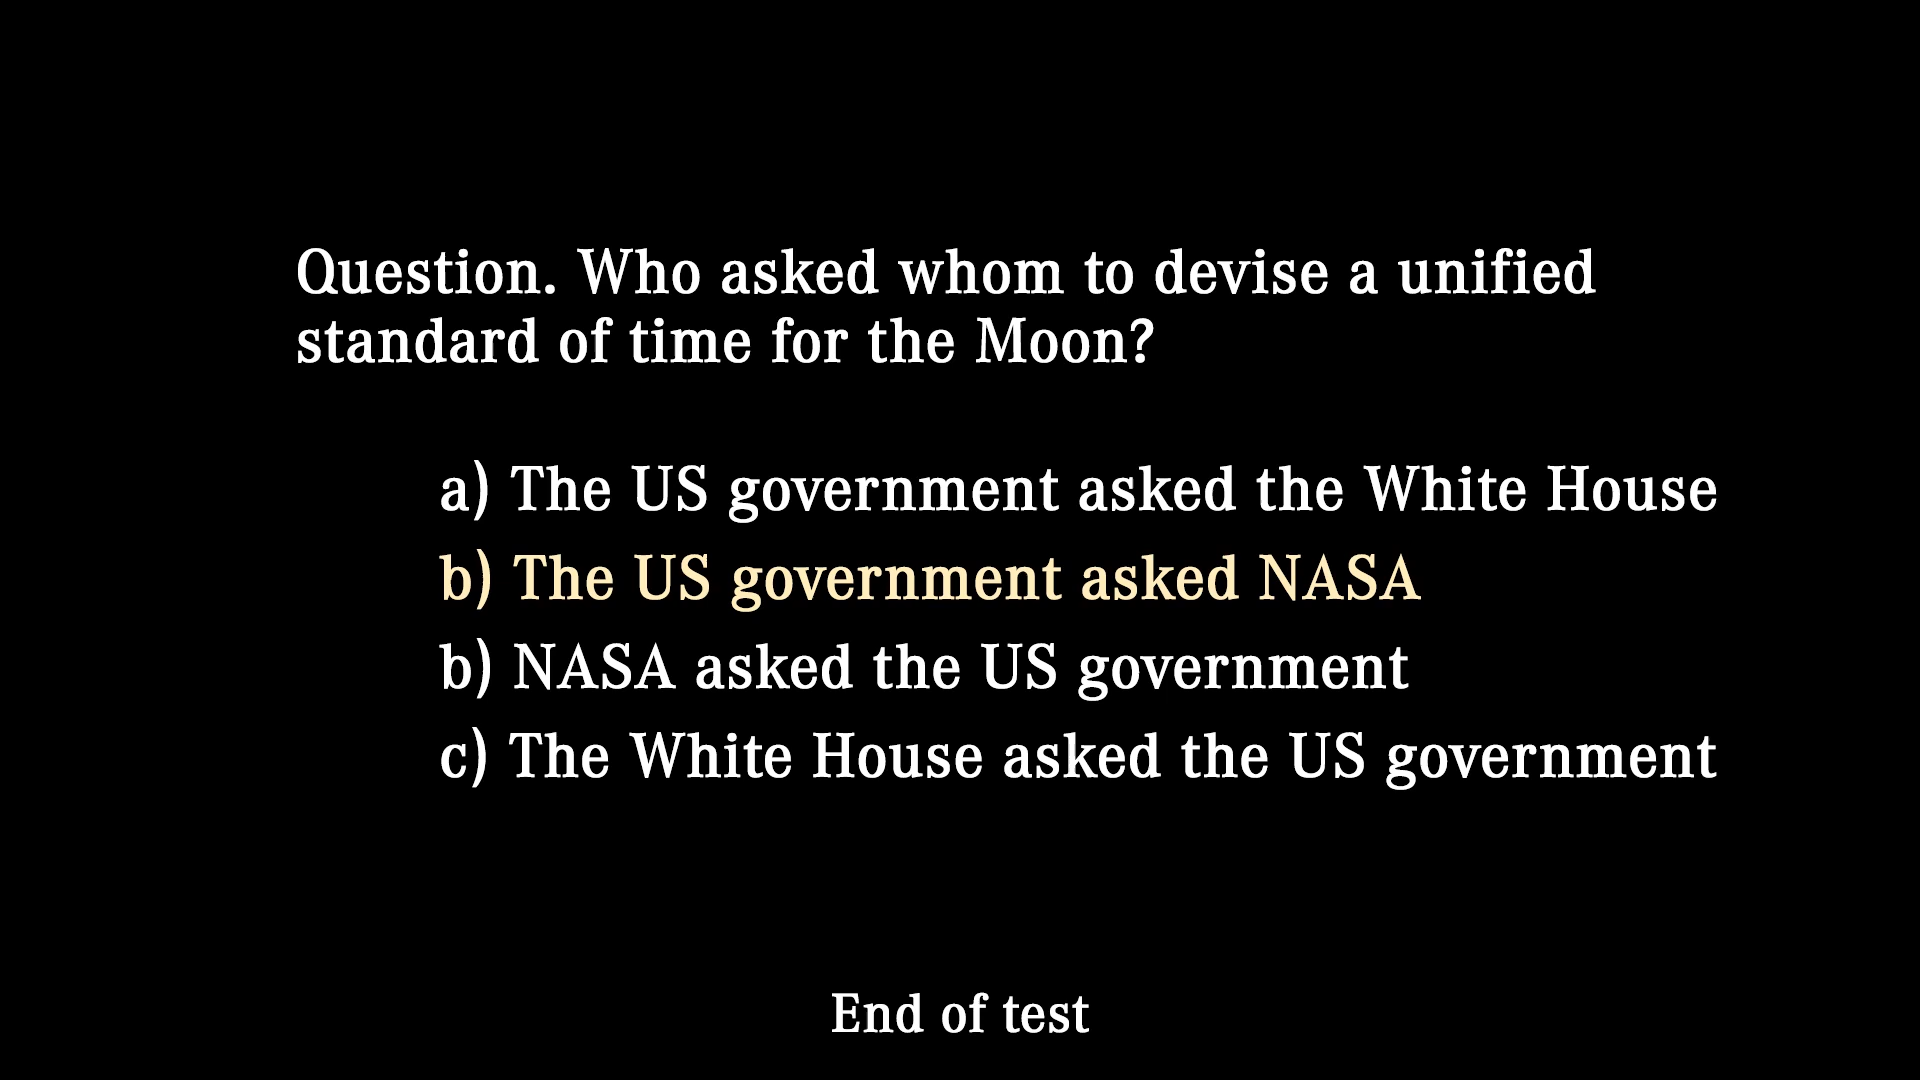 Question. Who asked whom to devise a unified
standard of time for the Moon?
a) The US government asked the White House
b) The US government asked NASA
b) NASA asked the US government
c) The White House asked the US government
End of test